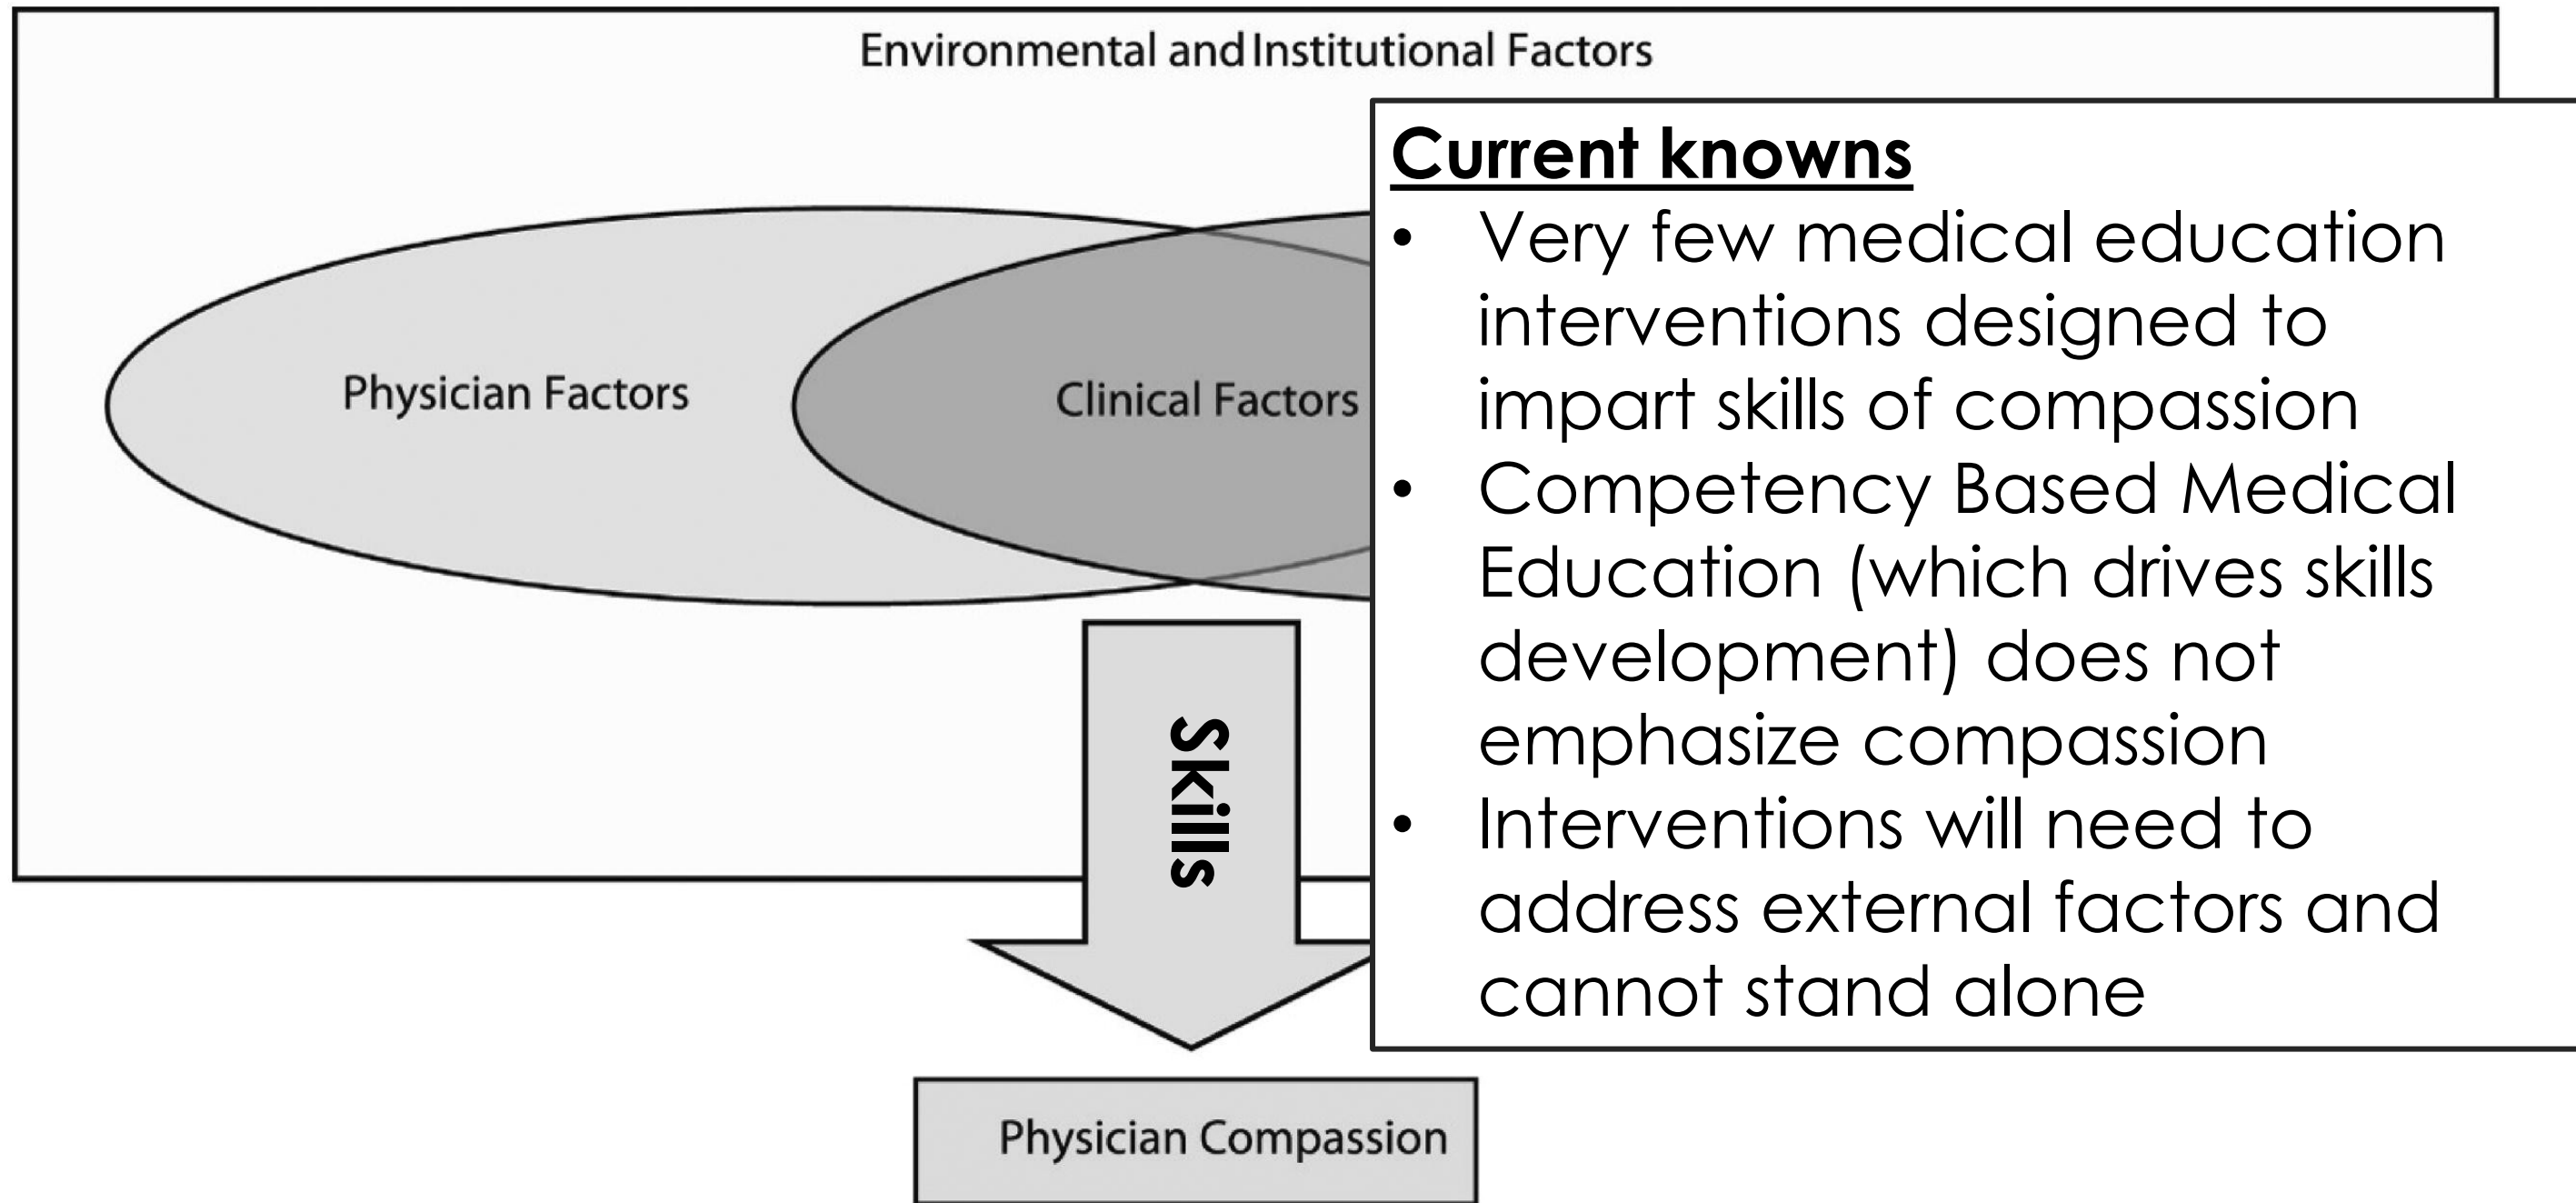 Environmental and Institutional Factors
Physician Factors
Clinical Factors
Current knowns
• Very few medical education
interventions designed to
impart skills of compassion
• Competency Based Medical
Education (which drives skills
development) does not
emphasize compassion
• Interventions will need to
address external factors and
cannot stand alone
Skills
Physician Compassion